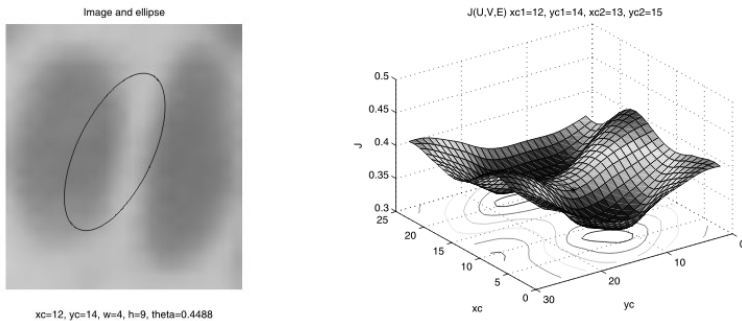 Image and ellipse
xc=12, yc=14, w=4, h=9, theta=0.4488
J(U,V,E) xc1=12, yc1=14, xc2=13, yc2=15
0.5
0.45
0.4
0.35
0.3
J
25
20
15
10
5
0
xc
30
20
10
0
yc